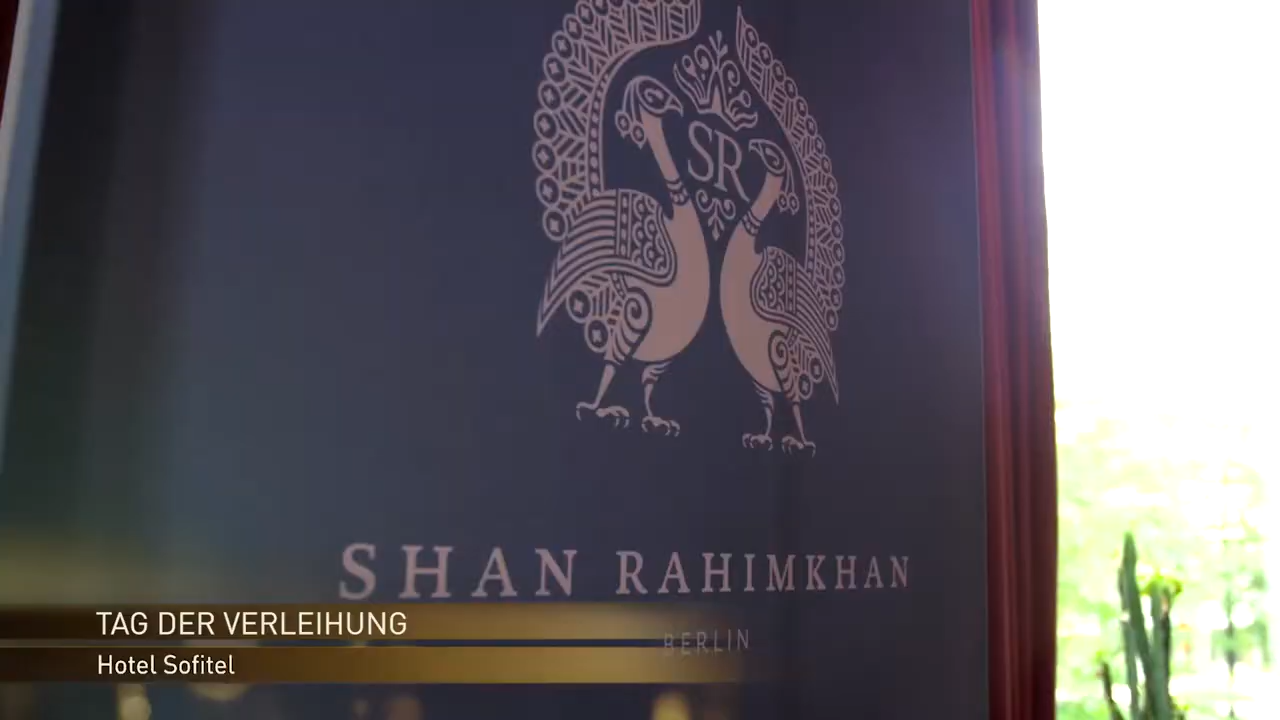 SR
SHAN RAHIMKHAN
BERLIN
TAG DER VERLEIHUNG
Hotel Sofitel